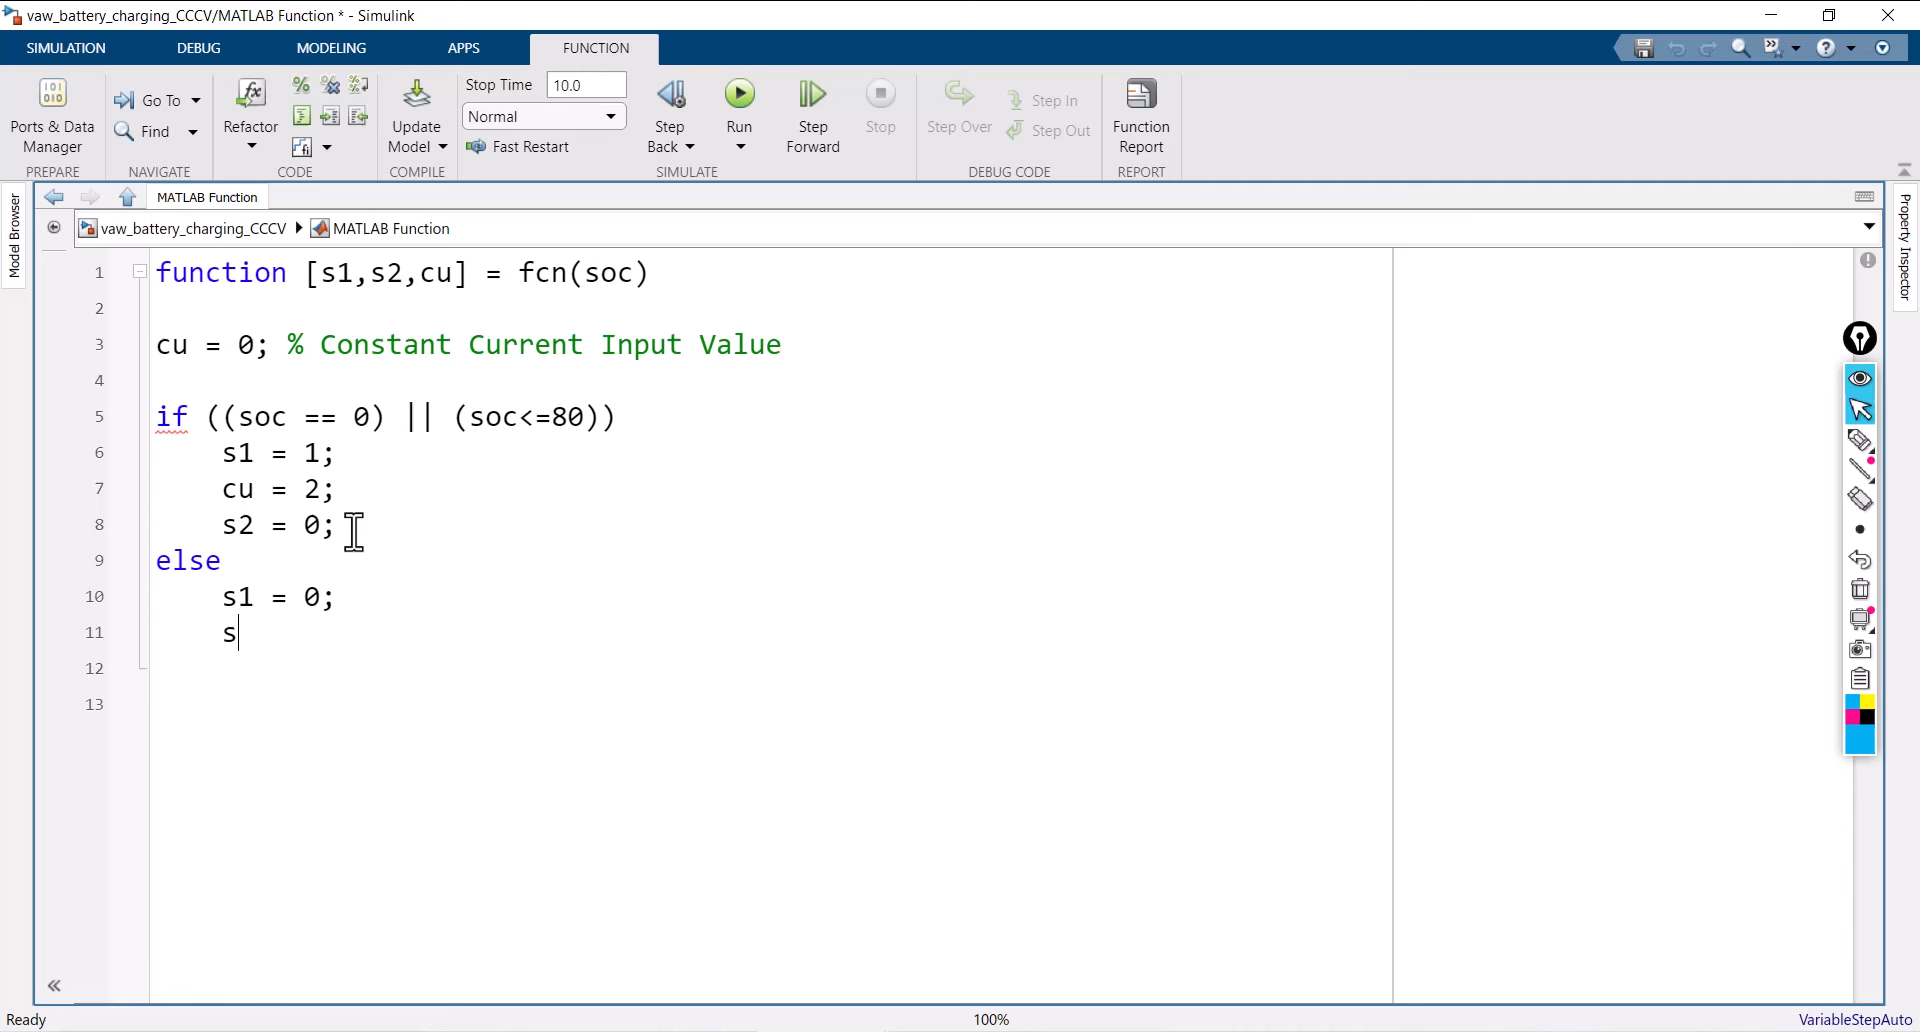 vaw_battery_charging_CCCV/MATLAB Function * - Simulink
SIMULATION DEBUG MODELING APPS FUNCTION
Ports & Data Manager
PREPARE
Go To
Find
NAVIGATE
Refactor
CODE
Update Model
COMPILE
Stop Time 10.0
Normal
Fast Restart
Step Back
Run
Step Forward
Stop
SIMULATE
Step Over
Step In
Step Out
DEBUG CODE
Function Report
REPORT
Model Browser
MATLAB Function
vaw_battery_charging_CCCV MATLAB Function
Property Inspector
1 function [s1,s2,cu] = fcn(soc)
2
3 cu = 0; % Constant Current Input Value
4
5 if ((soc == 0) || (soc<=80))
6 s1 = 1;
7 cu = 2;
8 s2 = 0;
9 else
10 s1 = 0;
11 s
12
13
Ready 100% VariableStepAuto